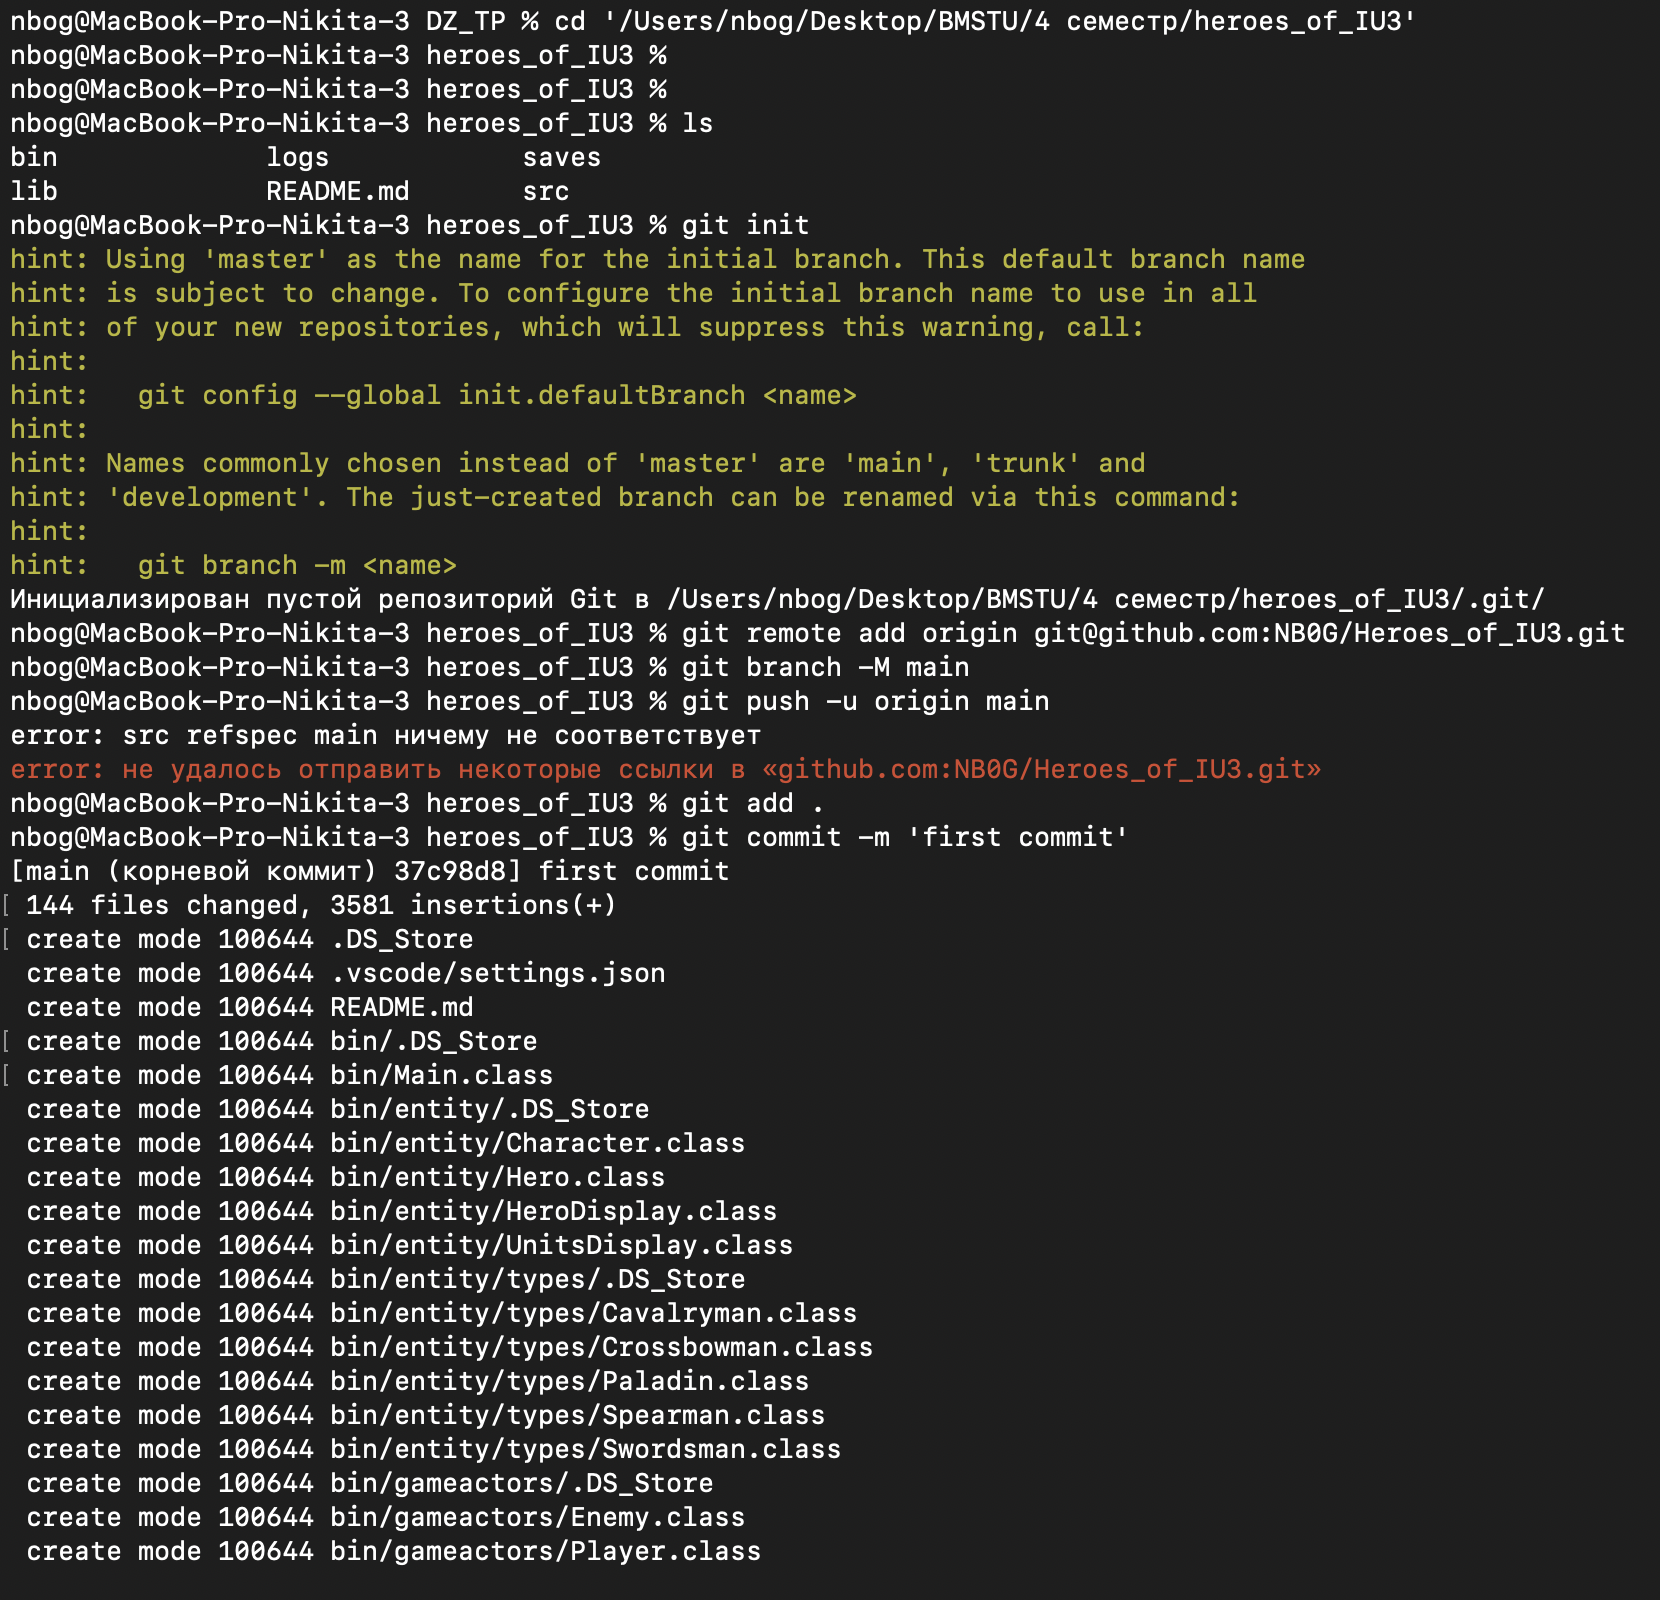 nbog@MacBook-Pro-Nikita-3 DZ_TP % cd '/Users/nbog/Desktop/BMSTU/4 семестр/heroes_of_IU3'
nbog@MacBook-Pro-Nikita-3 heroes_of_IU3 %
nbog@MacBook-Pro-Nikita-3 heroes_of_IU3 %
nbog@MacBook-Pro-Nikita-3 heroes_of_IU3 % ls
bin             logs            saves
lib             README.md       src
nbog@MacBook-Pro-Nikita-3 heroes_of_IU3 % git init
hint: Using 'master' as the name for the initial branch. This default branch name
hint: is subject to change. To configure the initial branch name to use in all
hint: of your new repositories, which will suppress this warning, call:
hint:
hint:   git config --global init.defaultBranch <name>
hint:
hint: Names commonly chosen instead of 'master' are 'main', 'trunk' and
hint: 'development'. The just-created branch can be renamed via this command:
hint:
hint:   git branch -m <name>
Инициализирован пустой репозиторий Git в /Users/nbog/Desktop/BMSTU/4 семестр/heroes_of_IU3/.git/
nbog@MacBook-Pro-Nikita-3 heroes_of_IU3 % git remote add origin git@github.com:NB0G/Heroes_of_IU3.git
nbog@MacBook-Pro-Nikita-3 heroes_of_IU3 % git branch -M main
nbog@MacBook-Pro-Nikita-3 heroes_of_IU3 % git push -u origin main
error: src refspec main ничему не соответствует
error: не удалось отправить некоторые ссылки в «github.com:NB0G/Heroes_of_IU3.git»
nbog@MacBook-Pro-Nikita-3 heroes_of_IU3 % git add .
nbog@MacBook-Pro-Nikita-3 heroes_of_IU3 % git commit -m 'first commit'
[main (корневой коммит) 37c98d8] first commit
[ 144 files changed, 3581 insertions(+)
[ create mode 100644 .DS_Store
 create mode 100644 .vscode/settings.json
 create mode 100644 README.md
[ create mode 100644 bin/.DS_Store
[ create mode 100644 bin/Main.class
 create mode 100644 bin/entity/.DS_Store
 create mode 100644 bin/entity/Character.class
 create mode 100644 bin/entity/Hero.class
 create mode 100644 bin/entity/HeroDisplay.class
 create mode 100644 bin/entity/UnitsDisplay.class
 create mode 100644 bin/entity/types/.DS_Store
 create mode 100644 bin/entity/types/Cavalryman.class
 create mode 100644 bin/entity/types/Crossbowman.class
 create mode 100644 bin/entity/types/Paladin.class
 create mode 100644 bin/entity/types/Spearman.class
 create mode 100644 bin/entity/types/Swordsman.class
 create mode 100644 bin/gameactors/.DS_Store
 create mode 100644 bin/gameactors/Enemy.class
 create mode 100644 bin/gameactors/Player.class